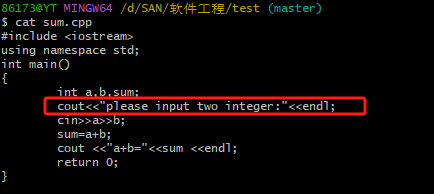 86173@YT MINGW64 /d/SAN/软件工程/test (master)
$ cat sum.cpp
#include <iostream>
using namespace std;
int main()
{
        int a,b,sum;
        cout<<"please input two integer:"<<endl;
        cin>>a>>b;
        sum=a+b;
        cout <<"a+b="<<sum <<endl;
        return 0;
}